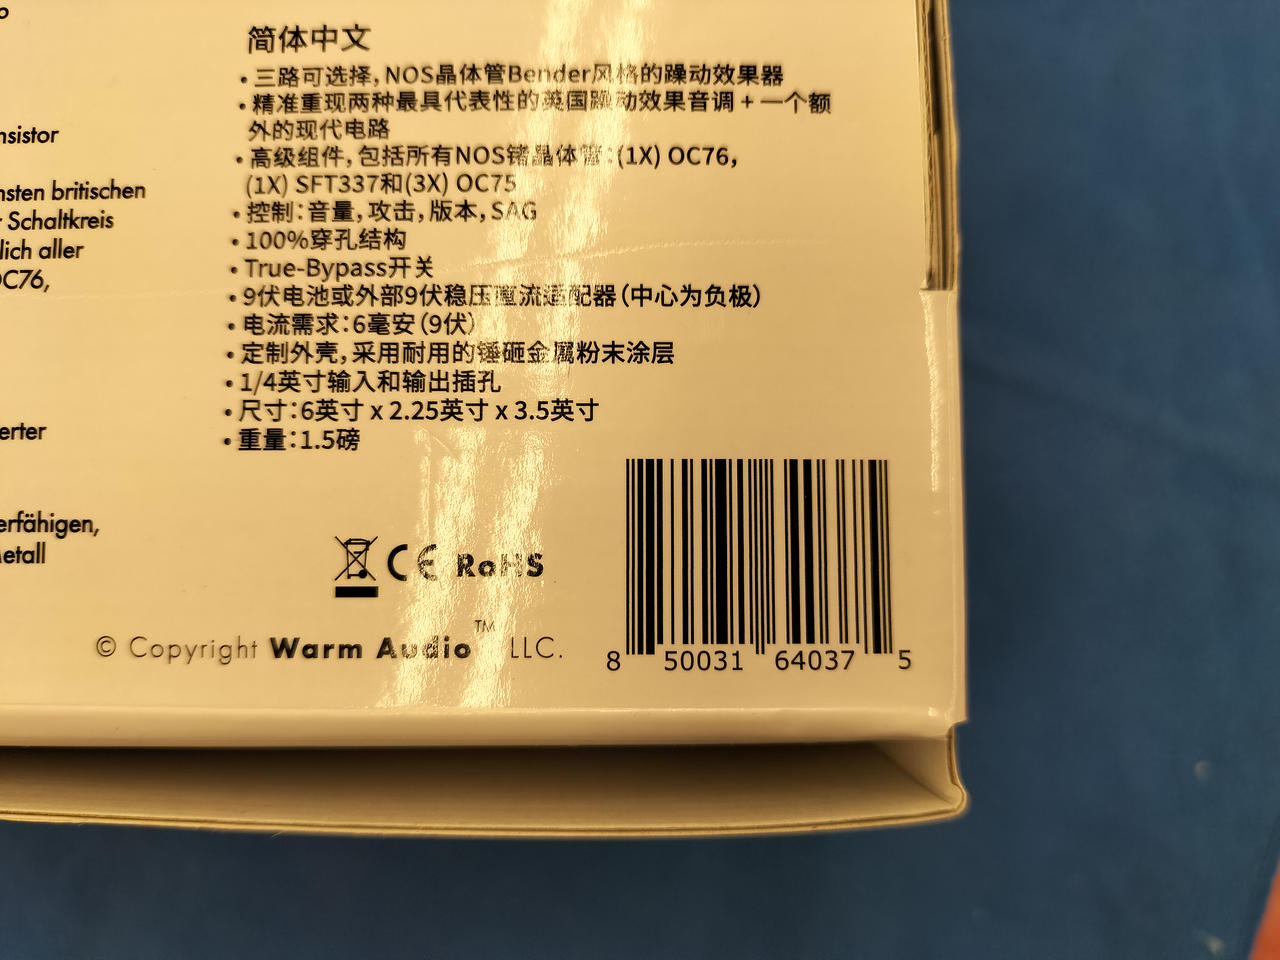 o
nsistor
nsten britischen
r Schaltkreis
lich aller
OC76,
erter
erfähigen,
Metall
简体中文
• 三路可选择，NOS晶体管Bender风格的躁动效果器
• 精准重现两种最具代表性的英国躁动效果音调 + 一个额
外的现代电路
• 高级组件，包括所有NOS锗晶体管：(1X) OC76，
(1X) SFT337和(3X) OC75
• 控制：音量，攻击，版本，SAG
• 100%穿孔结构
• True-Bypass开关
• 9伏电池或外部9伏稳压直流适配器（中心为负极）
• 电流需求：6毫安（9伏）
• 定制外壳，采用耐用的锤砸金属粉末涂层
• 1/4英寸输入和输出插孔
• 尺寸：6英寸 x 2.25英寸 x 3.5英寸
• 重量：1.5磅
CE RoHS
© Copyright Warm Audio™ LLC.
8 50031 64037 5